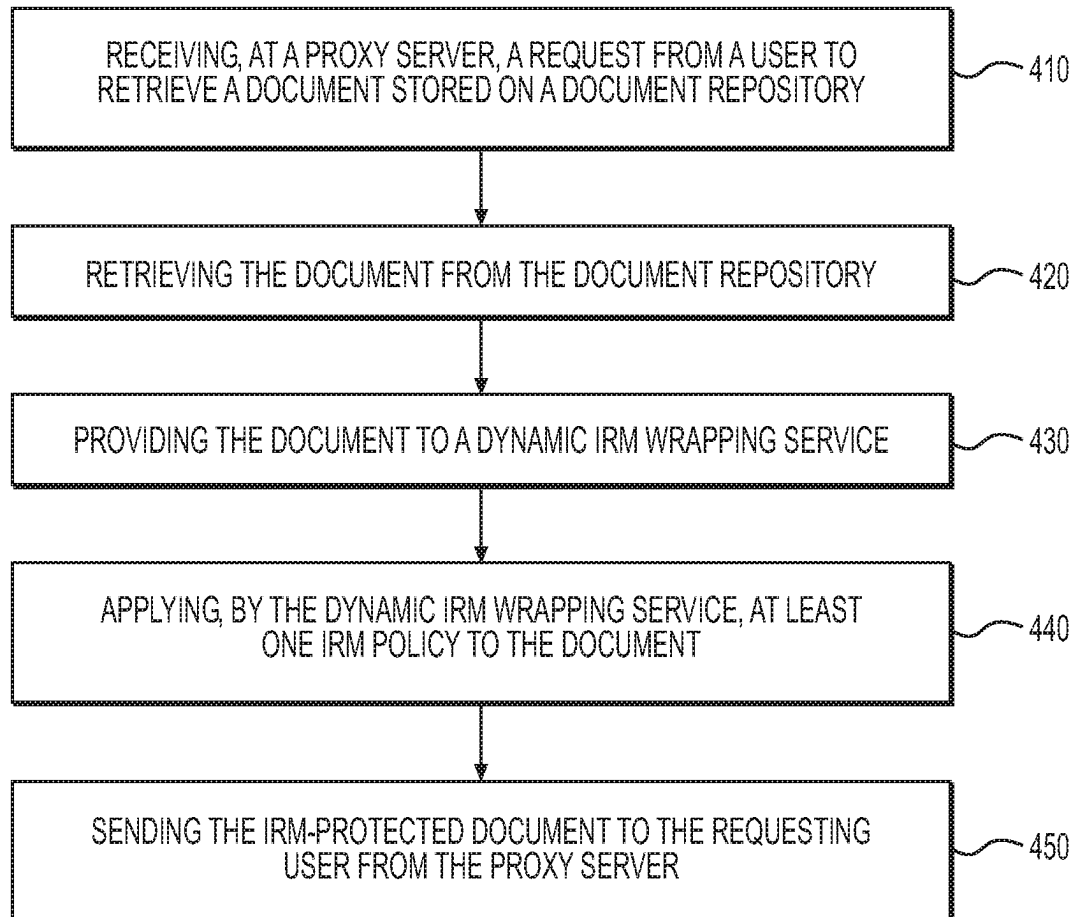 RECEIVING, AT A PROXY SERVER, A REQUEST FROM A USER TO
RETRIEVE A DOCUMENT STORED ON A DOCUMENT REPOSITORY
410
RETRIEVING THE DOCUMENT FROM THE DOCUMENT REPOSITORY
420
PROVIDING THE DOCUMENT TO A DYNAMIC IRM WRAPPING SERVICE
430
APPLYING, BY THE DYNAMIC IRM WRAPPING SERVICE, AT LEAST
ONE IRM POLICY TO THE DOCUMENT
440
SENDING THE IRM-PROTECTED DOCUMENT TO THE REQUESTING
USER FROM THE PROXY SERVER
450